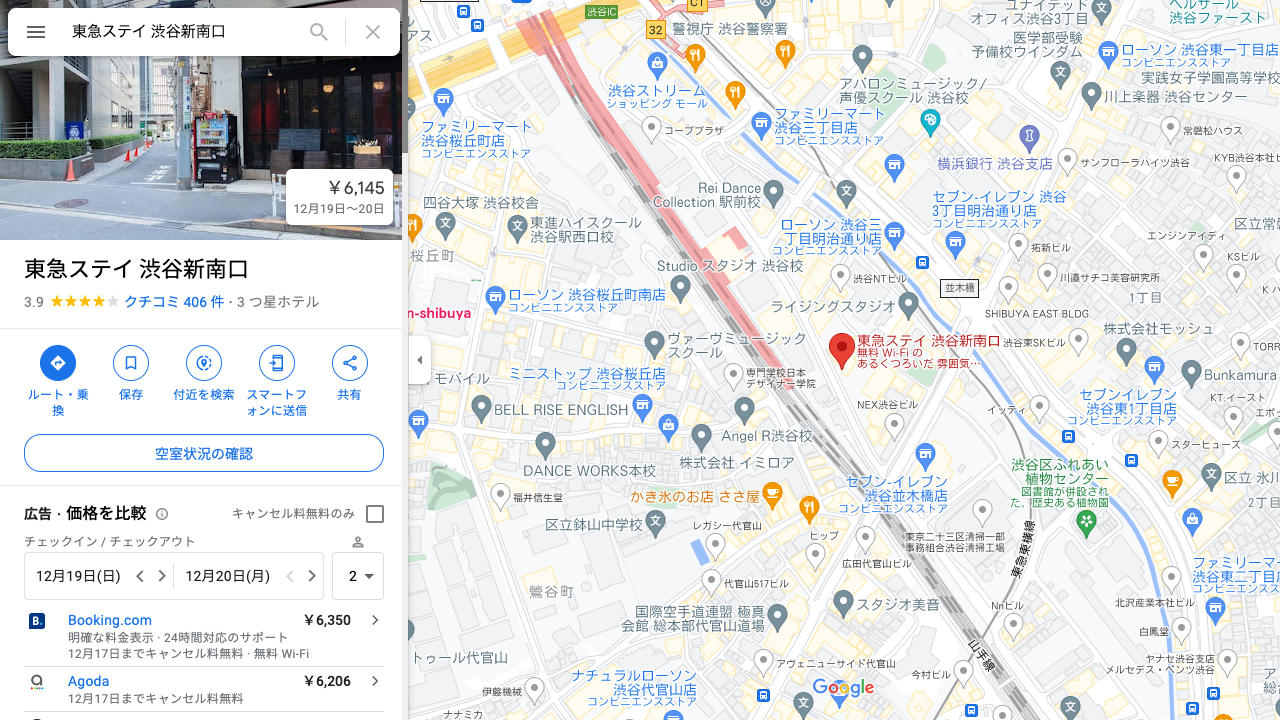 東急ステイ 渋谷新南口
￥6,145
12月19日～20日
東急ステイ 渋谷新南口
3.9 クチコミ 406 件 · 3 つ星ホテル
ルート・乗
換
保存
付近を検索
スマートフ
ォンに送信
共有
空室状況の確認
広告 · 価格を比較
キャンセル料無料のみ
チェックイン / チェックアウト
12月19日(日)
12月20日(月)
2
B.
Booking.com
￥6,350
明確な料金表示 · 24時間対応のサポート
12月17日までキャンセル料無料 · 無料 Wi-Fi
Agoda
￥6,206
12月17日までキャンセル料無料
渋谷IC
C1
32
警視庁 渋谷警察署
ユナイテッド
オフィス渋谷3丁目
ヘルサール
渋谷ファースト
医学部受験
予備校ウインダム
ローソン 渋谷東一丁目店
コンビニエンスストア
実践女子学園高等学校
川上楽器 渋谷センター
アバロンミュージック/
声優スクール 渋谷校
渋谷ストリーム
ショッピング モール
ファミリーマート
渋谷桜丘町店
コンビニエンスストア
コーププラザ
ファミリーマート
渋谷三丁目店
コンビニエンスストア
横浜銀行 渋谷支店
サンフローラハイツ渋谷
市塔松ハウス
KYB渋谷本社ビ
Rei Dance
Collection 駅前校
セブン-イレブン 渋谷
3丁目明治通り店
コンビニエンスストア
四谷大塚 渋谷校舎
東進ハイスクール
渋谷駅西口校
ローソン 渋谷三
丁目明治通り店
コンビニエンスストア
区立常
エンジンアイディ
拓新ビル
KSビル
桜丘町
Studio スタジオ 渋谷校
渋谷NTビル
川邉サチコ美容研究所
並木橋
1丁目
ローソン 渋谷桜丘町南店
コンビニエンスストア
n-shibuya
ライジングスタジオ
SHIBUYA EAST BLDG
株式会社モッシュ
ヴァーヴミュージック
スクール
東急ステイ 渋谷新南口
無料 Wi-Fi の
あるくつろいだ 雰囲気…
渋谷東SKビル
TORR
Bunkamura
モバイル
ミニストップ 渋谷桜丘店
コンビニエンスストア
専門学校日本
デザイナー学院
セブンイレブン
渋谷東1丁目店
コンビニエンスストア
KT.イースト
NEX渋谷ビル
イッティ
エポッ
BELL RISE ENGLISH
Angel R渋谷校
スタービューズ
DANCE WORKS本校
株式会社 イミロア
セブン-イレブン
渋谷並木橋店
コンビニエンスストア
渋谷区ふれあい
植物センター
図書館が併設され
た、歴史ある植物園
区立 氷川
2丁目
福井信生堂
かき氷のお店 ささ屋
区立鉢山中学校
レガシー代官山
ヒップ
東京二十三区清掃一部
事務組合渋谷清掃工場
東急東横線
広田代官山ビル
代官山517ビル
ファミリーマー
渋谷東二丁目店
コンビニエンスストア
鶯谷町
国際空手道連盟 極真
会館 総本部代官山道場
スタジオ美音
Nnビル
北沢産業本社ビル
白鳳堂
トゥール代官山
山手線
アヴェニューサイド代官山
今村ビル
ヤナセ渋谷支店
メルセデス・ベンツ渋谷
ナチュラルローソン
渋谷代官山店
コンビニエンスストア
伊藤機械
Google
ナナミカ